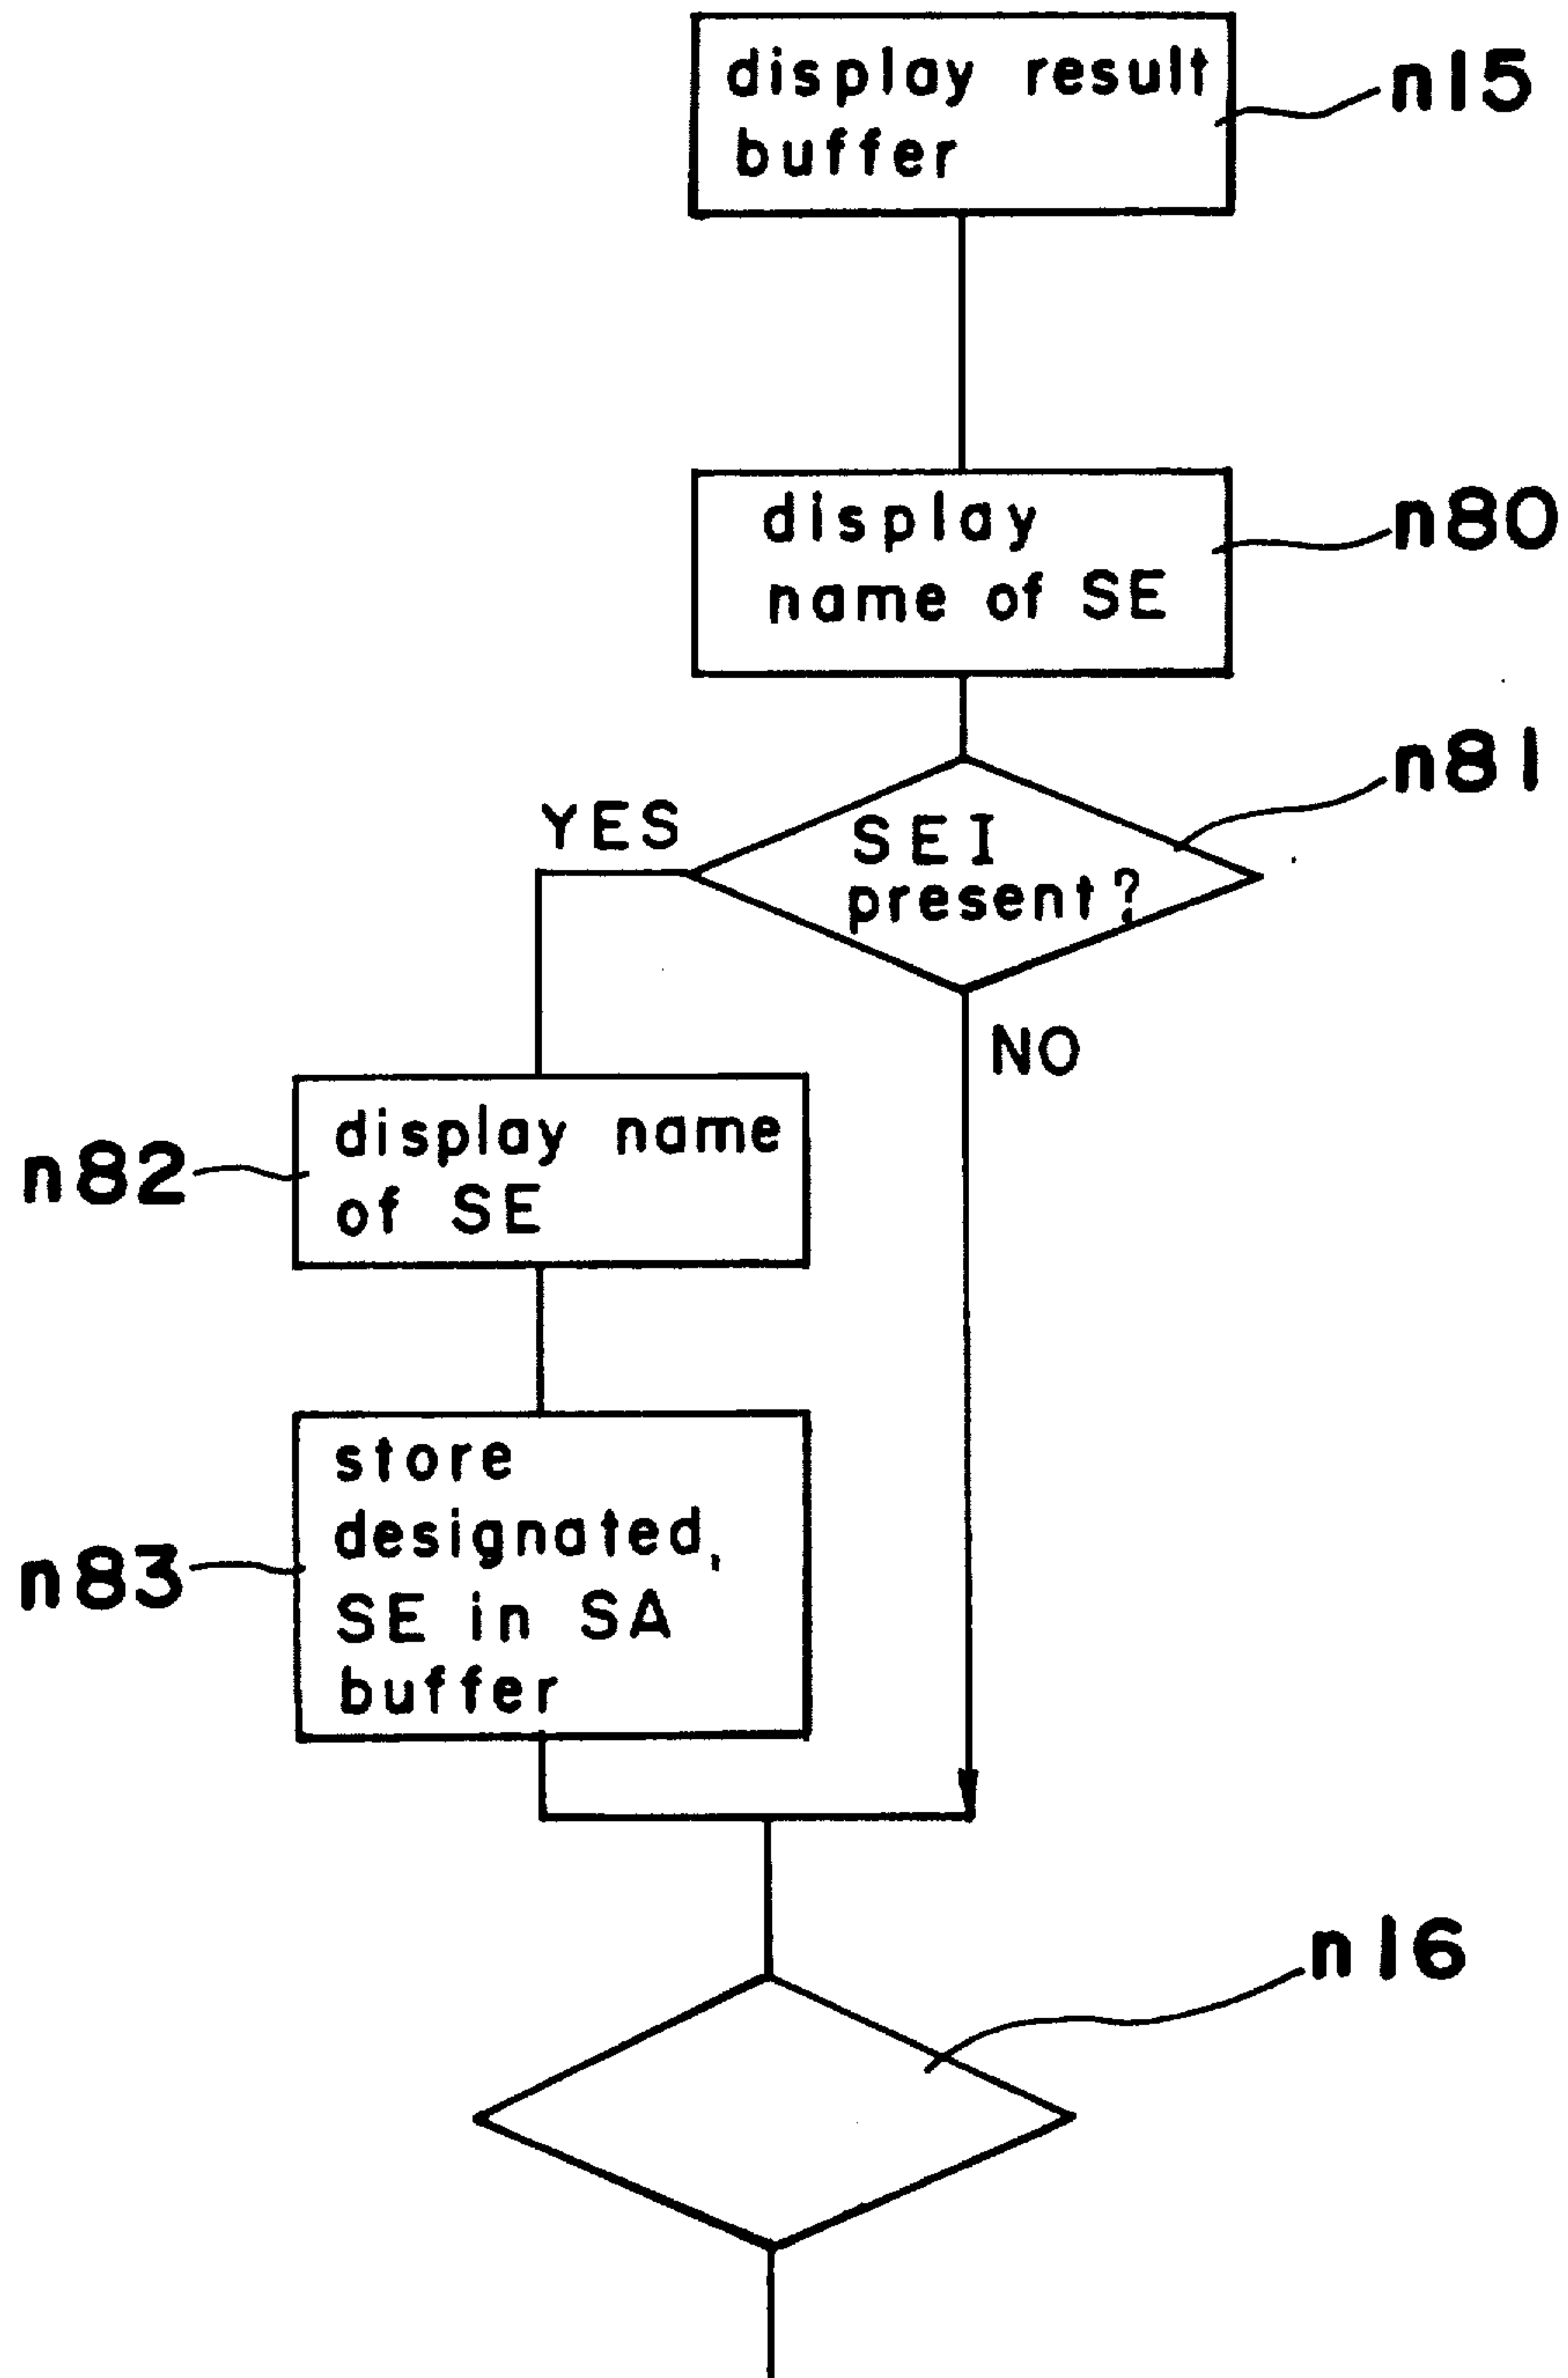 display result
buffer
n15
display
name of SE
n80
n81
YES
SEI
present?
NO
display name
of SE
n82
store
designated,
SE in SA
buffer
n83
n16